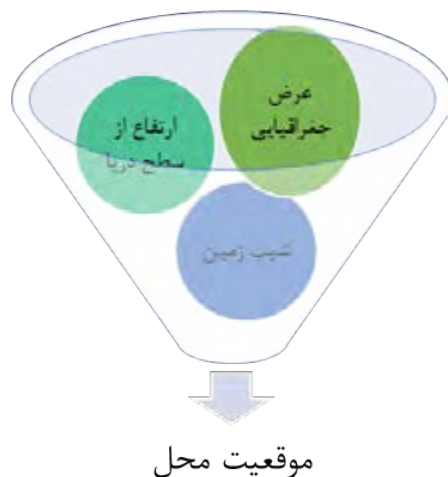 عرض
جغرافیایی
ارتفاع از
سطح دریا
شیب زمین
موقعیت محل